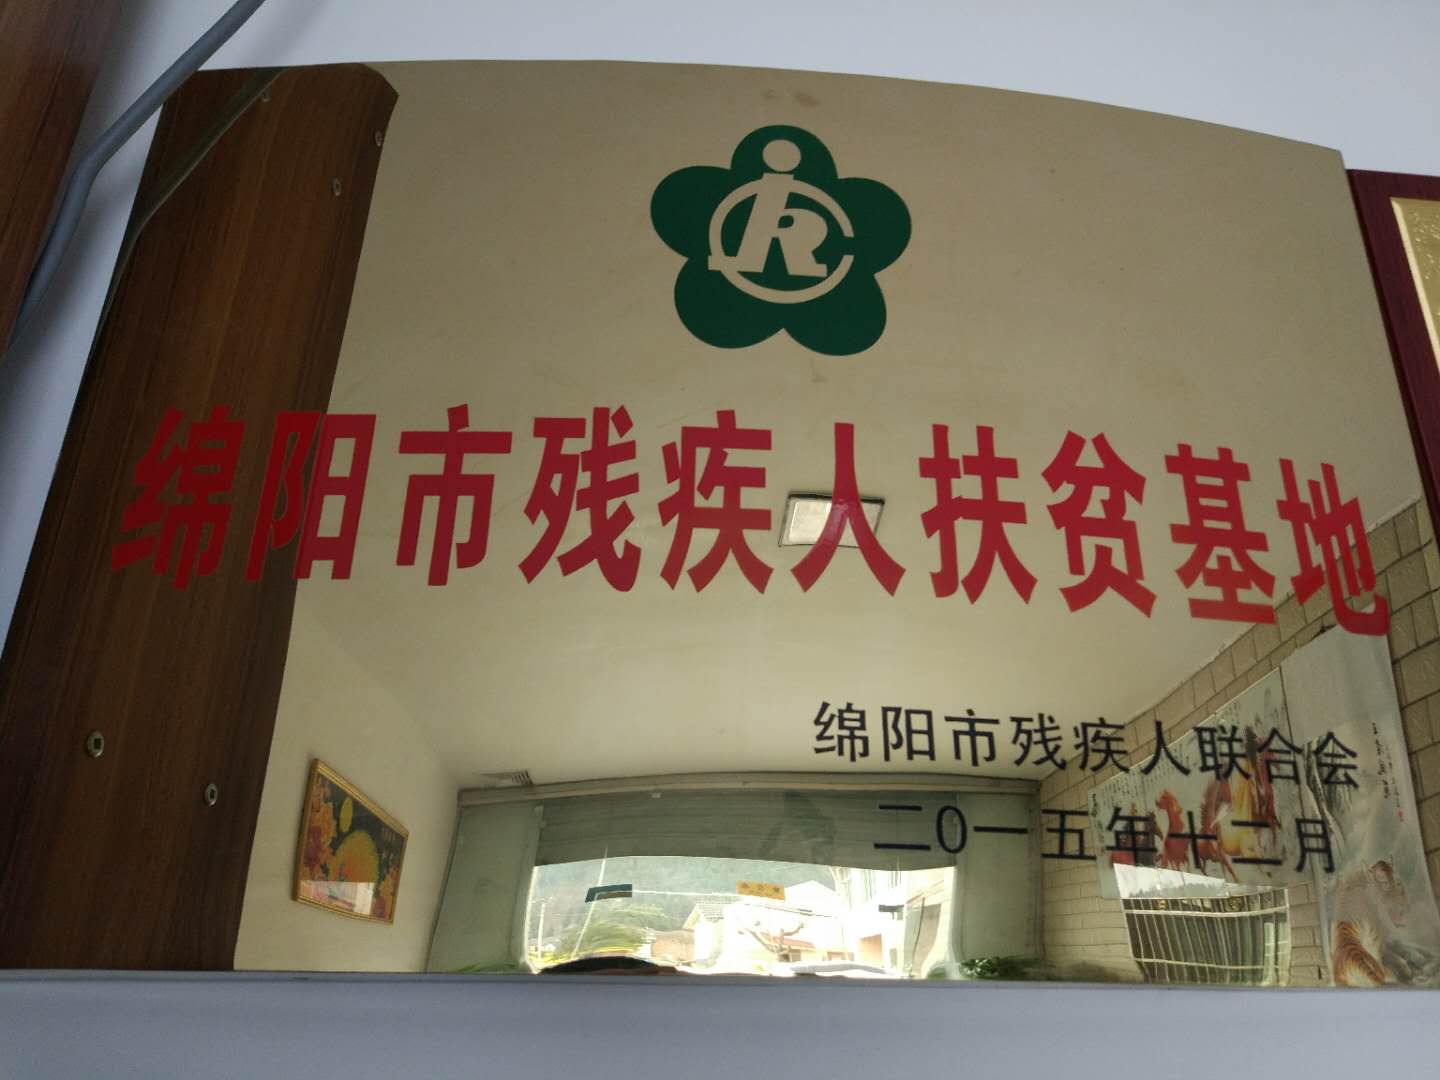 绵阳市残疾人扶贫基地
绵阳市残疾人联合会
二0一五年十二月